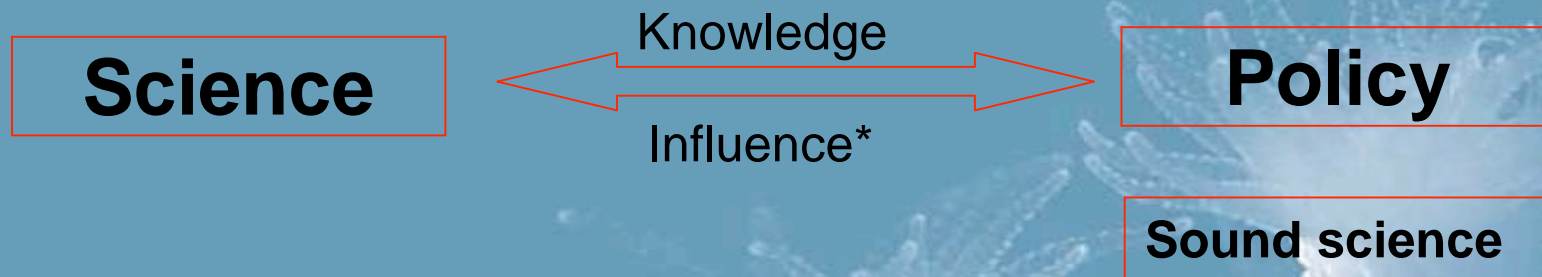 Knowledge
Science
Policy
Influence*
Sound science